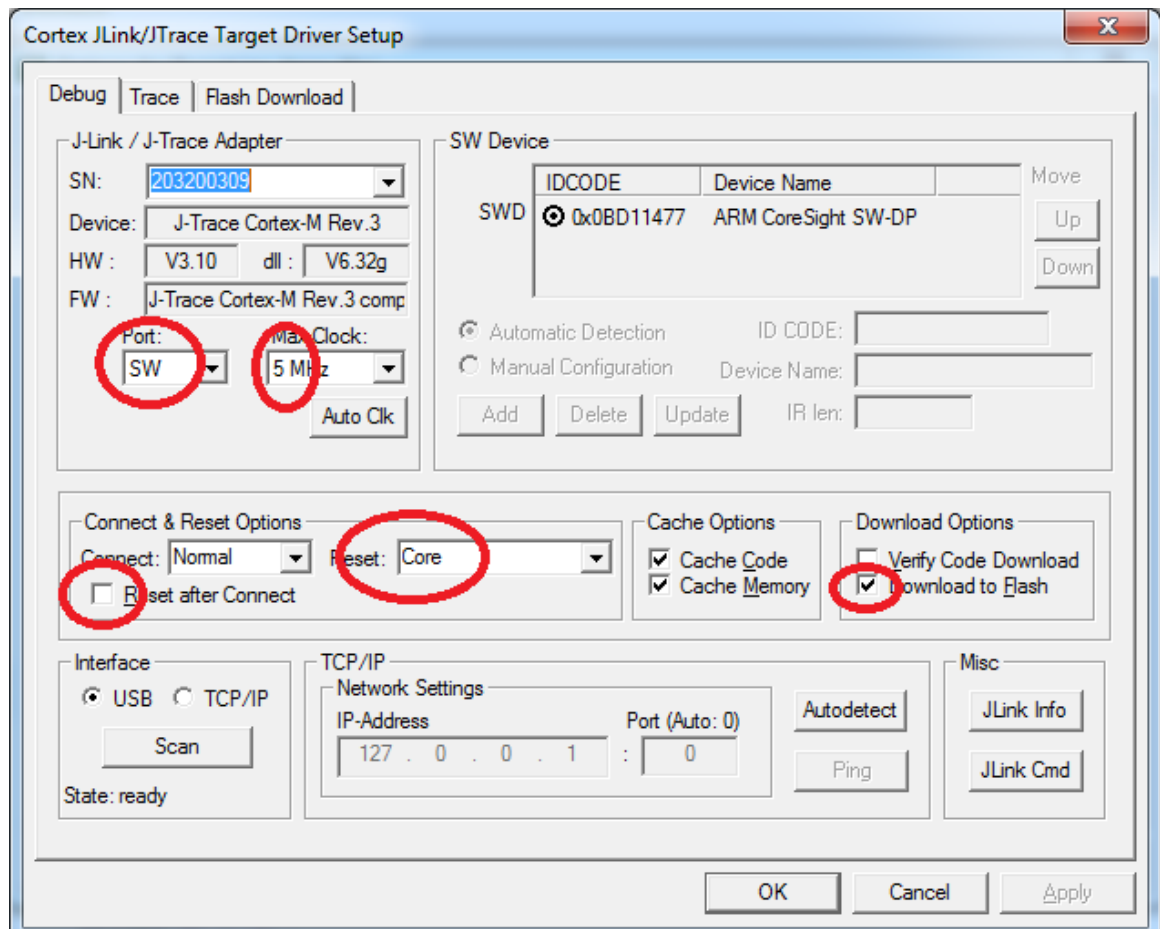 Cortex JLink/JTrace Target Driver Setup
Debug Trace Flash Download
J-Link / J-Trace Adapter
SN: 203200309
Device: J-Trace Cortex-M Rev.3
HW : V3.10 dll : V6.32g
FW : J-Trace Cortex-M Rev.3 comp
Port: Max Clock:
SW 5 MHz
Auto Clk
SW Device
IDCODE Device Name Move
SWD 0x0BD11477 ARM CoreSight SW-DP Up
Down
Automatic Detection ID CODE:
Manual Configuration Device Name:
Add Delete Update IR len:
Connect & Reset Options
Connect: Normal Reset: Core
Reset after Connect
Cache Options
Cache Code
Cache Memory
Download Options
Verify Code Download
Download to Flash
Interface
USB TCP/IP
Scan
State: ready
TCP/IP
Network Settings
IP-Address Port (Auto: 0)
127 . 0 . 0 . 1 : 0
Autodetect
Ping
Misc
JLink Info
JLink Cmd
OK Cancel Apply